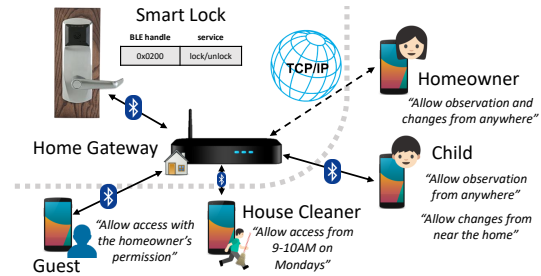 Smart Lock
BLE handle service
0x0200 lock/unlock
TCP/IP
Homeowner
“Allow observation and
changes from anywhere”
Home Gateway
Child
“Allow observation
from anywhere”
“Allow changes from
near the home”
House Cleaner
“Allow access from
9-10AM on
Mondays”
“Allow access with
the homeowner’s
permission”
Guest